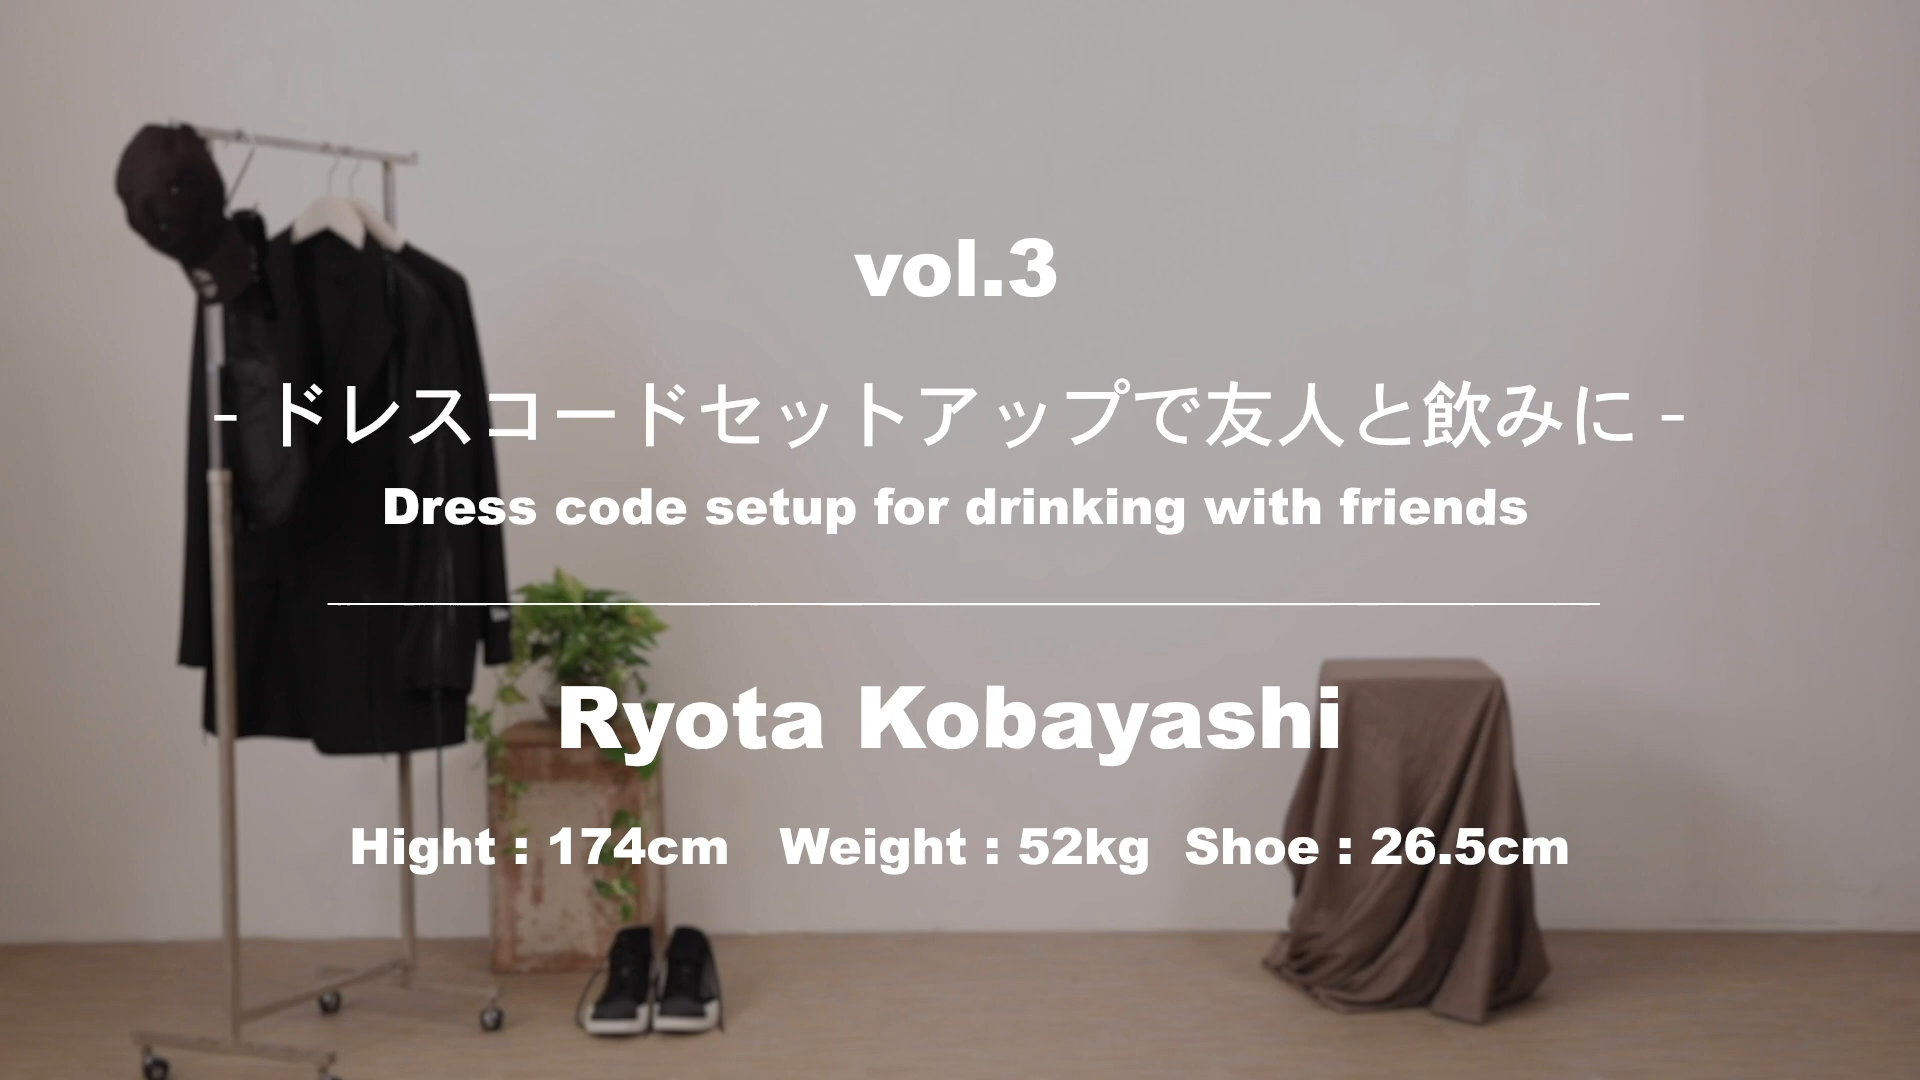 vol.3
- ドレスコードセットアップで友人と飲みに -
Dress code setup for drinking with friends
Ryota Kobayashi
Hight : 174cm Weight : 52kg Shoe : 26.5cm